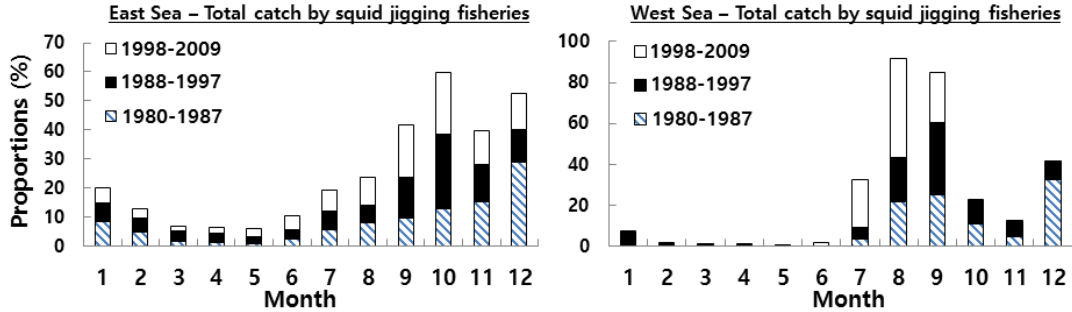 East Sea – Total catch by squid jigging fisheries
Proportions (%)
70
60
50
40
30
20
10
0
1998-2009
1988-1997
1980-1987
1 2 3 4 5 6 7 8 9 10 11 12
Month
West Sea – Total catch by squid jigging fisheries
100
80
60
40
20
0
1998-2009
1988-1997
1980-1987
1 2 3 4 5 6 7 8 9 10 11 12
Month